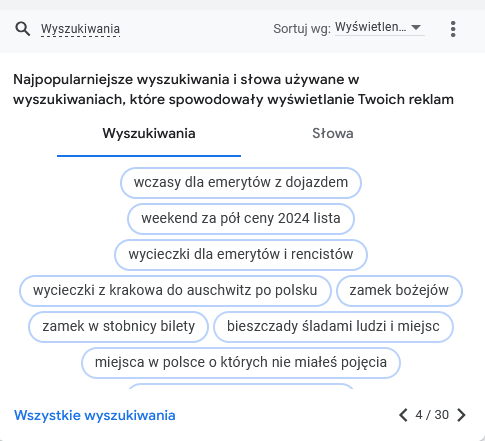 Wyszukiwania
Sortuj wg: Wyświetlen...
Najpopularniejsze wyszukiwania i słowa używane w
wyszukiwaniach, które spowodowały wyświetlanie Twoich reklam
Wyszukiwania Słowa
wczasy dla emerytów z dojazdem
weekend za pół ceny 2024 lista
wycieczki dla emerytów i rencistów
wycieczki z krakowa do auschwitz po polsku zamek bożejów
zamek w stobnicy bilety bieszczady śladami ludzi i miejsc
miejsca w polsce o których nie miałeś pojęcia
Wszystkie wyszukiwania 4 / 30